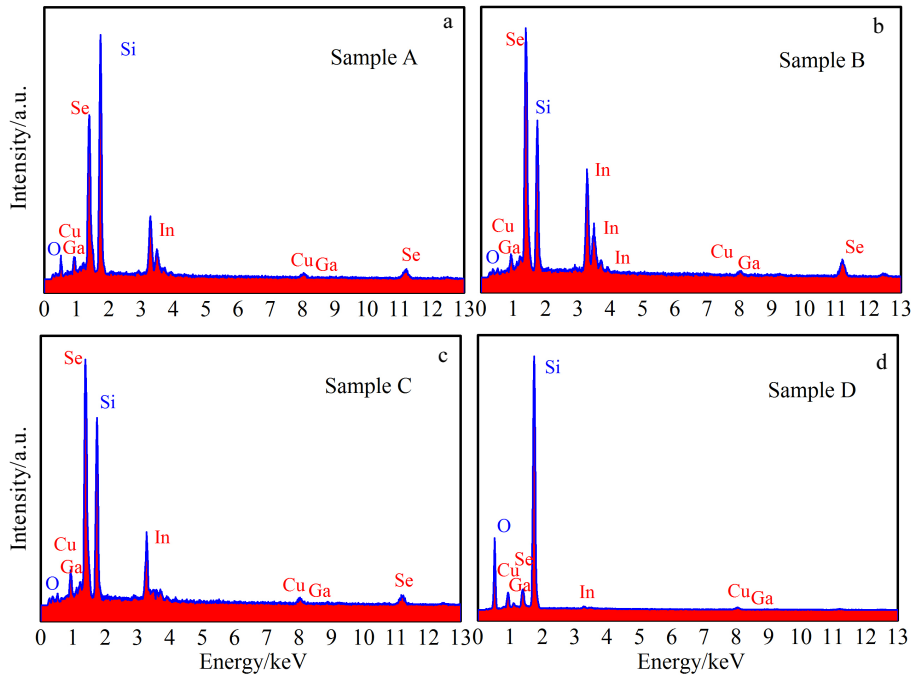 a
Si
Sample A
Se
Cu
Ga
O
In
Cu
Ga
Se
Intensity/a.u.
0 1 2 3 4 5 6 7 8 9 10 11 12 13
b
Se
Sample B
Si
In
Cu
Ga
In
O
In
Cu
Ga
Se
0 1 2 3 4 5 6 7 8 9 10 11 12 13
c
Se
Sample C
Si
Cu
Ga
O
In
Cu
Ga
Se
Intensity/a.u.
0 1 2 3 4 5 6 7 8 9 10 11 12 13
Energy/keV
d
Si
Sample D
O
Se
Cu
Ga
In
Cu
Ga
0 1 2 3 4 5 6 7 8 9 10 11 12 13
Energy/keV